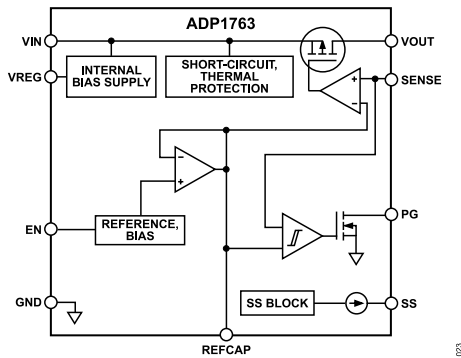 ADP1763
VIN
VOUT
VREG
INTERNAL
BIAS SUPPLY
SHORT-CIRCUIT,
THERMAL
PROTECTION
SENSE
+
−
−
+
EN
REFERENCE,
BIAS
PG
GND
SS BLOCK
SS
REFCAP
023